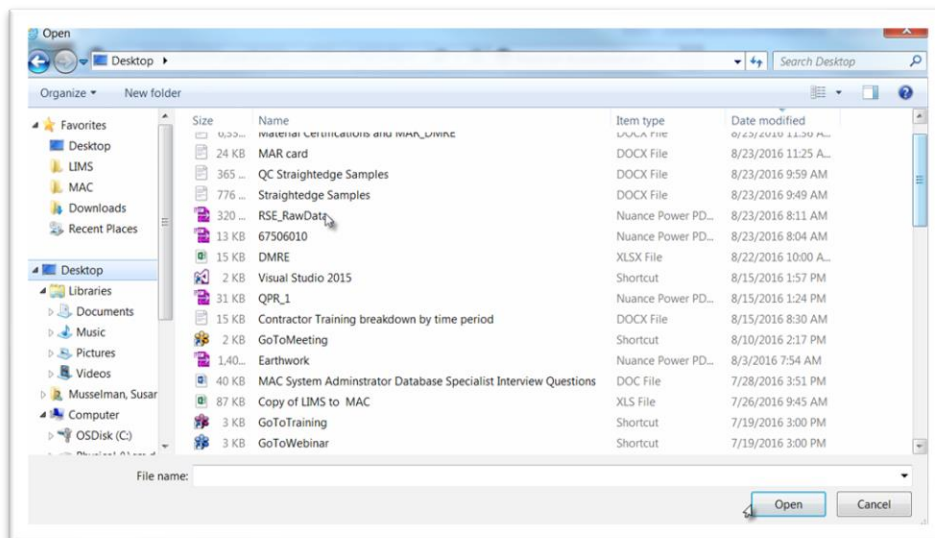 Open
Desktop
Search Desktop
Organize
New folder
Favorites
Desktop
LIMS
MAC
Downloads
Recent Places
Desktop
Libraries
Documents
Music
Pictures
Videos
Musselman, Susar
Computer
OSDisk (C:)
Size Name Item type Date modified
Material Certifications and MAR_DMRE DOCX File 8/23/2016 11:50 A...
24 KB MAR card DOCX File 8/23/2016 11:25 A...
365 ... QC Straightedge Samples DOCX File 8/23/2016 9:59 AM
776 ... Straightedge Samples DOCX File 8/23/2016 9:49 AM
320 ... RSE_RawData Nuance Power PD... 8/23/2016 8:11 AM
13 KB 67506010 Nuance Power PD... 8/23/2016 8:04 AM
15 KB DMRE XLSX File 8/22/2016 10:00 A...
2 KB Visual Studio 2015 Shortcut 8/15/2016 1:57 PM
31 KB QPR_1 Nuance Power PD... 8/15/2016 1:24 PM
15 KB Contractor Training breakdown by time period DOCX File 8/15/2016 8:30 AM
2 KB GoToMeeting Shortcut 8/10/2016 2:17 PM
1,40... Earthwork Nuance Power PD... 8/3/2016 7:54 AM
40 KB MAC System Adminstrator Database Specialist Interview Questions DOC File 7/28/2016 3:51 PM
87 KB Copy of LIMS to MAC XLS File 7/26/2016 9:45 AM
3 KB GoToTraining Shortcut 7/19/2016 3:00 PM
3 KB GoToWebinar Shortcut 7/19/2016 3:00 PM
File name:
Open
Cancel